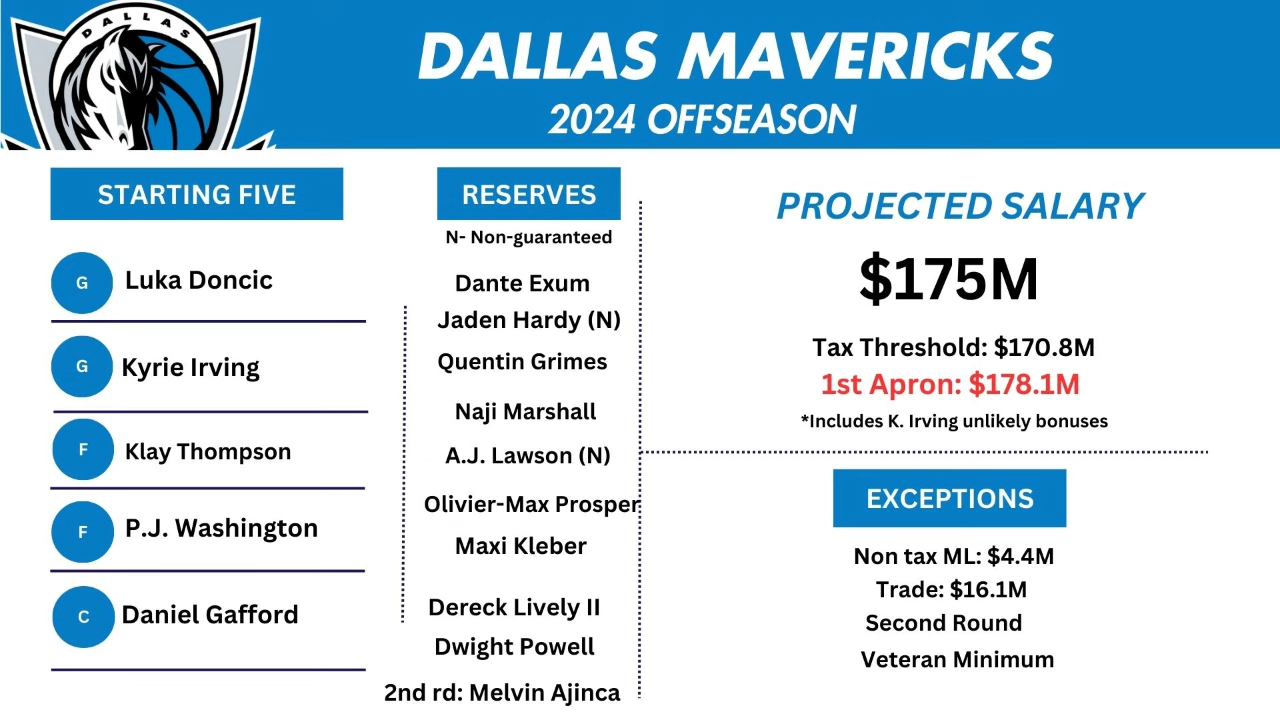 DALLAS
DALLAS MAVERICKS
2024 OFFSEASON
STARTING FIVE
G Luka Doncic
G Kyrie Irving
F Klay Thompson
F P.J. Washington
C Daniel Gafford
RESERVES
N- Non-guaranteed
Dante Exum
Jaden Hardy (N)
Quentin Grimes
Naji Marshall
A.J. Lawson (N)
Olivier-Max Prosper
Maxi Kleber
Dereck Lively II
Dwight Powell
2nd rd: Melvin Ajinca
PROJECTED SALARY
$175M
Tax Threshold: $170.8M
1st Apron: $178.1M
*Includes K. Irving unlikely bonuses
EXCEPTIONS
Non tax ML: $4.4M
Trade: $16.1M
Second Round
Veteran Minimum